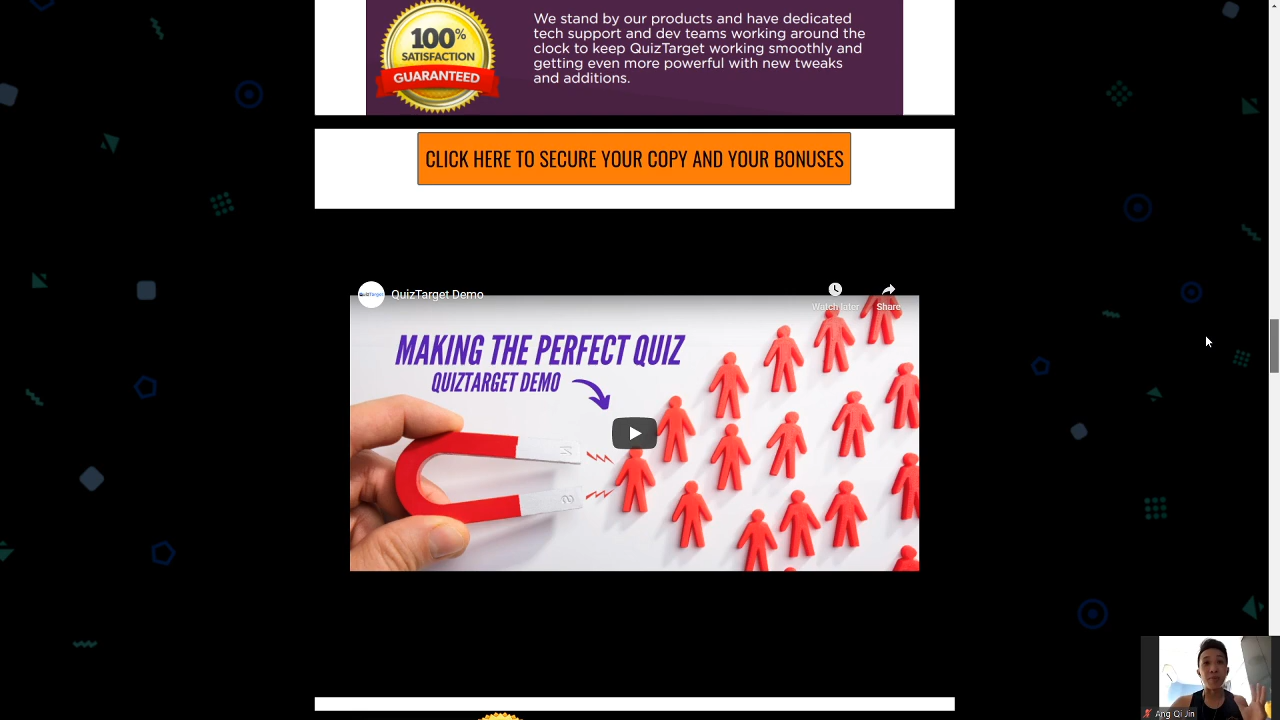 100%
SATISFACTION
GUARANTEED
We stand by our products and have dedicated
tech support and dev teams working around the
clock to keep QuizTarget working smoothly and
getting even more powerful with new tweaks
and additions.
CLICK HERE TO SECURE YOUR COPY AND YOUR BONUSES
QuizTarget
QuizTarget Demo
Watch later
Share
MAKING THE PERFECT QUIZ
QUIZTARGET DEMO
N
S
Ang Qi Jin